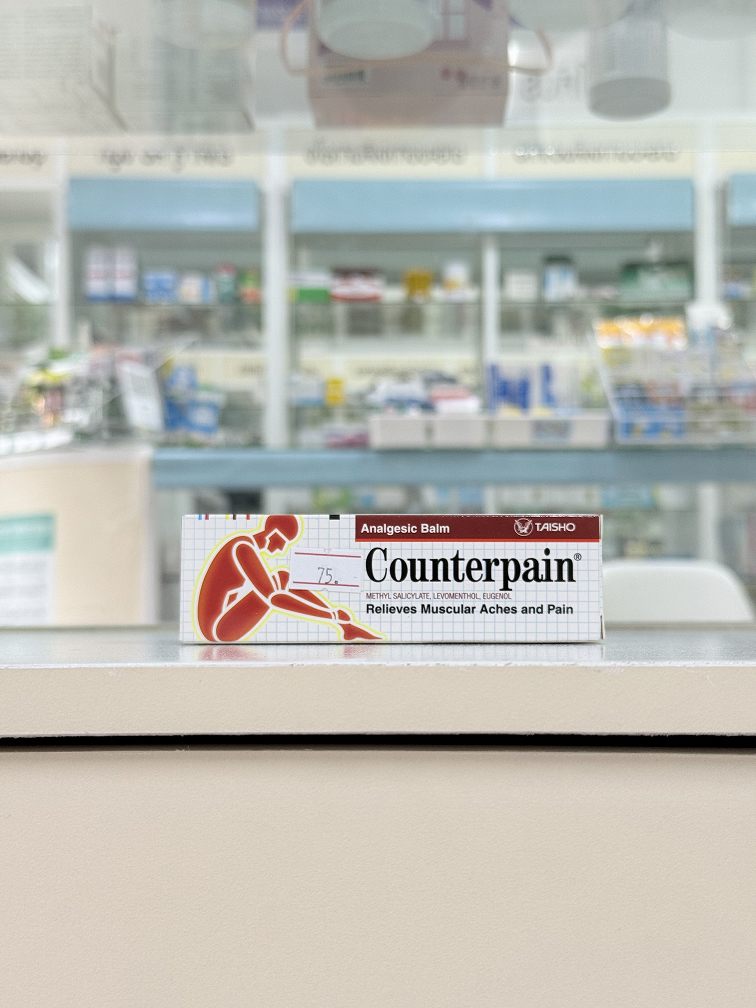 Analgesic Balm
TAISHO
75.
Counterpain®
METHYL SALICYLATE, LEVOMENTHOL, EUGENOL
Relieves Muscular Aches and Pain